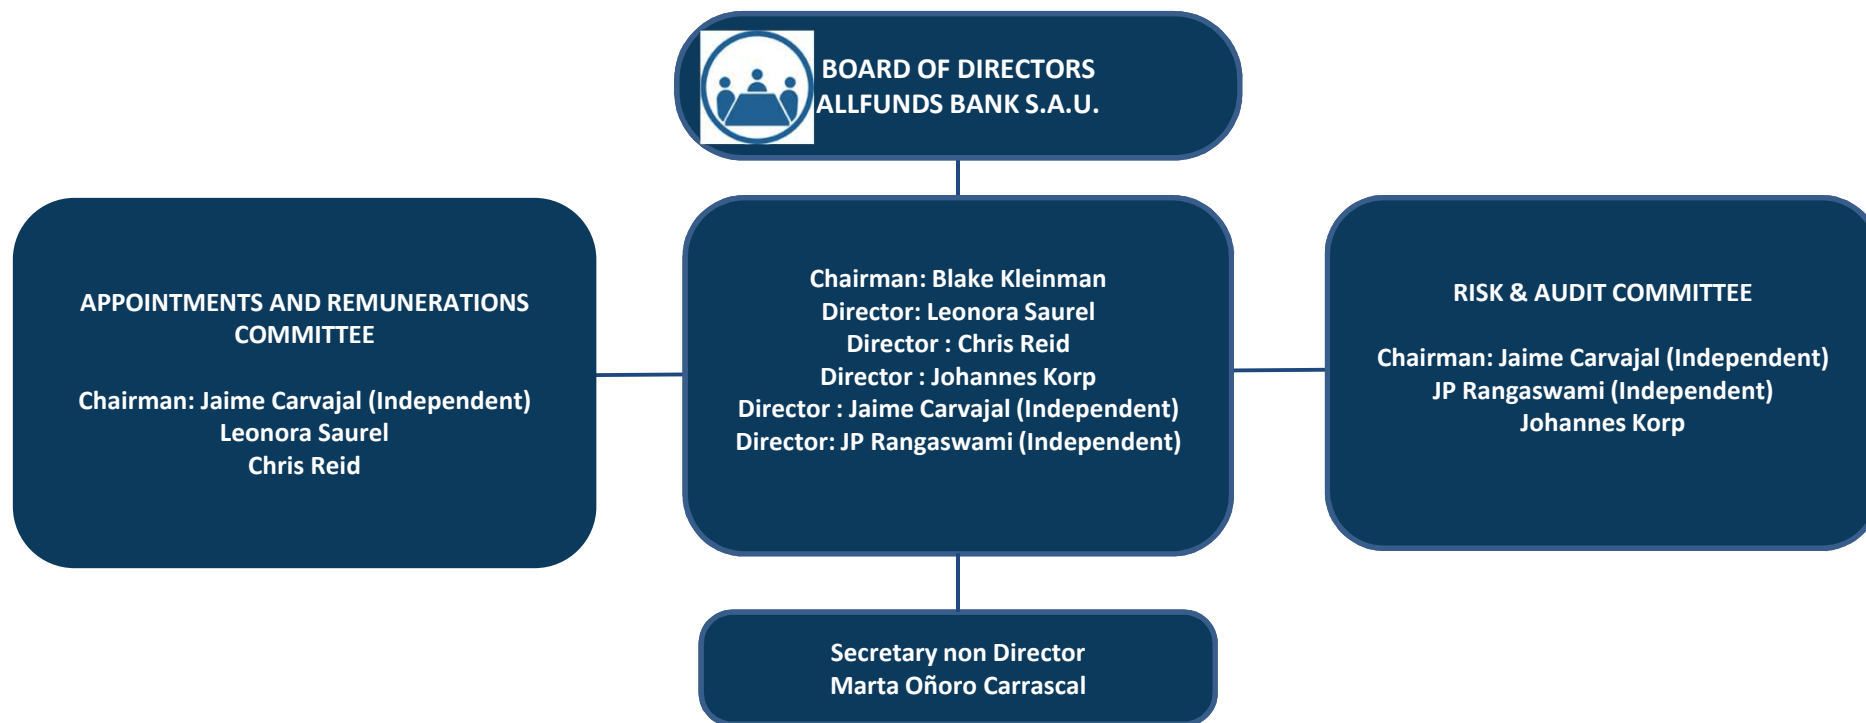 BOARD OF DIRECTORS
ALLFUNDS BANK S.A.U.
APPOINTMENTS AND REMUNERATIONS
COMMITTEE
Chairman: Jaime Carvajal (Independent)
Leonora Saurel
Chris Reid
Chairman: Blake Kleinman
Director: Leonora Saurel
Director : Chris Reid
Director : Johannes Korp
Director : Jaime Carvajal (Independent)
Director: JP Rangaswami (Independent)
RISK & AUDIT COMMITTEE
Chairman: Jaime Carvajal (Independent)
JP Rangaswami (Independent)
Johannes Korp
Secretary non Director
Marta Oñoro Carrascal